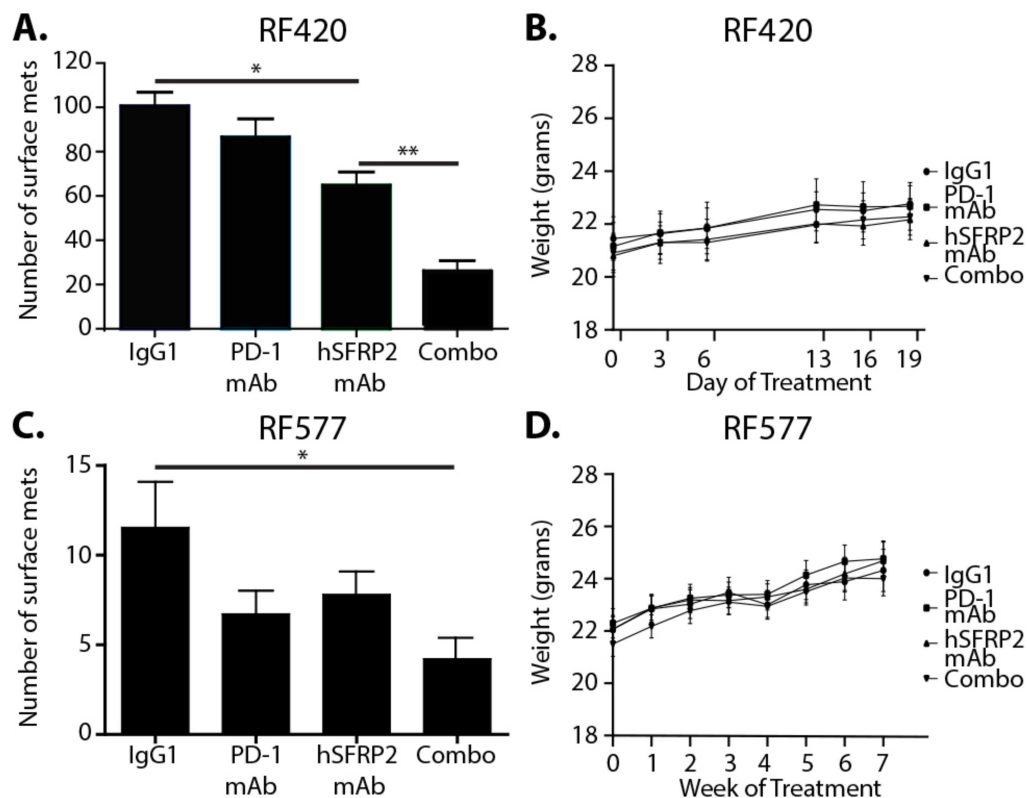 A.
RF420
Number of surface mets
120
100
80
60
40
20
0
*
**
IgG1
PD-1
mAb
hSFRP2
mAb
Combo
B.
RF420
Weight (grams)
28
26
24
22
20
18
0 3 6 13 16 19
Day of Treatment
IgG1
PD-1
mAb
hSFRP2
mAb
Combo
C.
RF577
Number of surface mets
15
10
5
0
*
IgG1
PD-1
mAb
hSFRP2
mAb
Combo
D.
RF577
Weight (grams)
28
26
24
22
20
18
0 1 2 3 4 5 6 7
Week of Treatment
IgG1
PD-1
mAb
hSFRP2
mAb
Combo